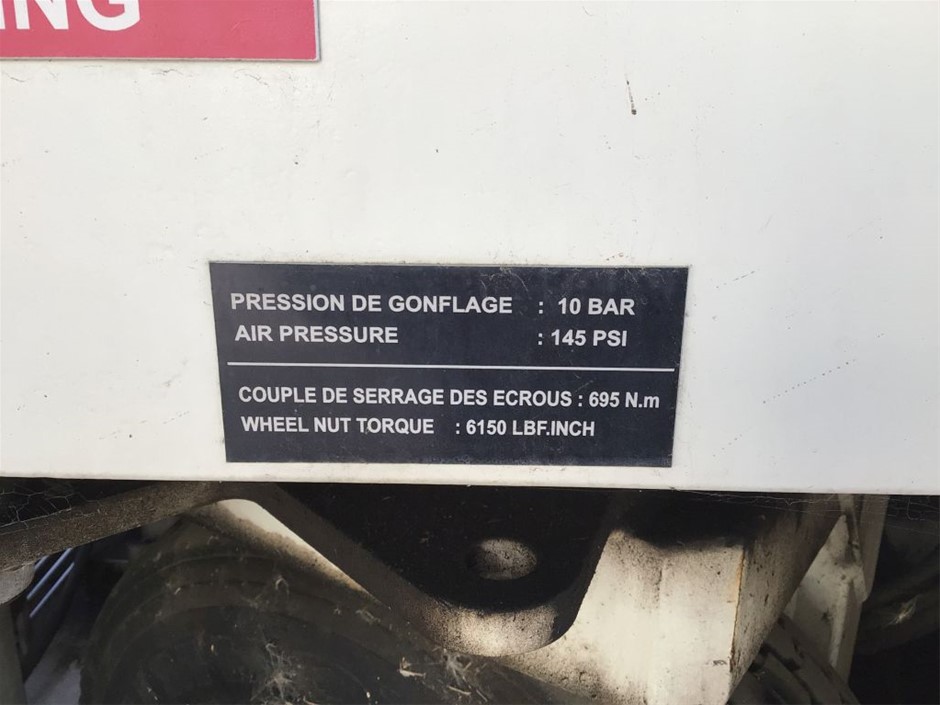 PRESSION DE GONFLAGE : 10 BAR
AIR PRESSURE : 145 PSI
COUPLE DE SERRAGE DES ECROUS : 695 N.m
WHEEL NUT TORQUE : 6150 LBF.INCH